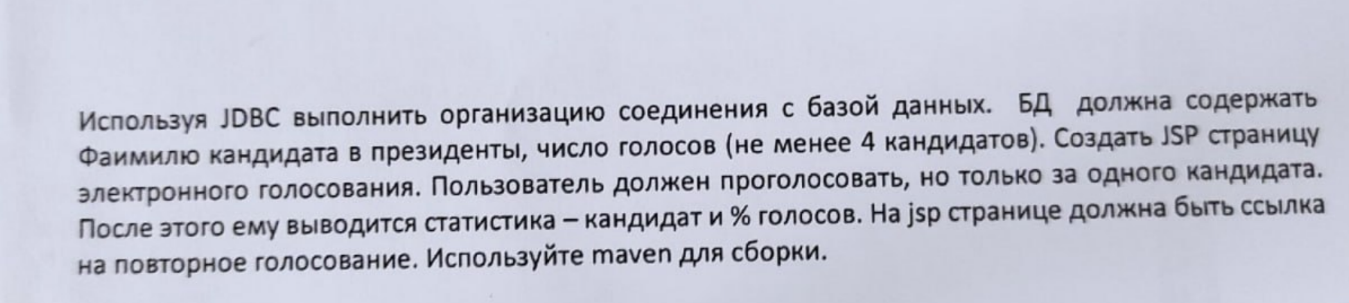 Используя JDBC выполнить организацию соединения с базой данных. БД должна содержать
Фаимилю кандидата в президенты, число голосов (не менее 4 кандидатов). Создать JSP страницу
электронного голосования. Пользователь должен проголосовать, но только за одного кандидата.
После этого ему выводится статистика – кандидат и % голосов. На jsp странице должна быть ссылка
на повторное голосование. Используйте maven для сборки.